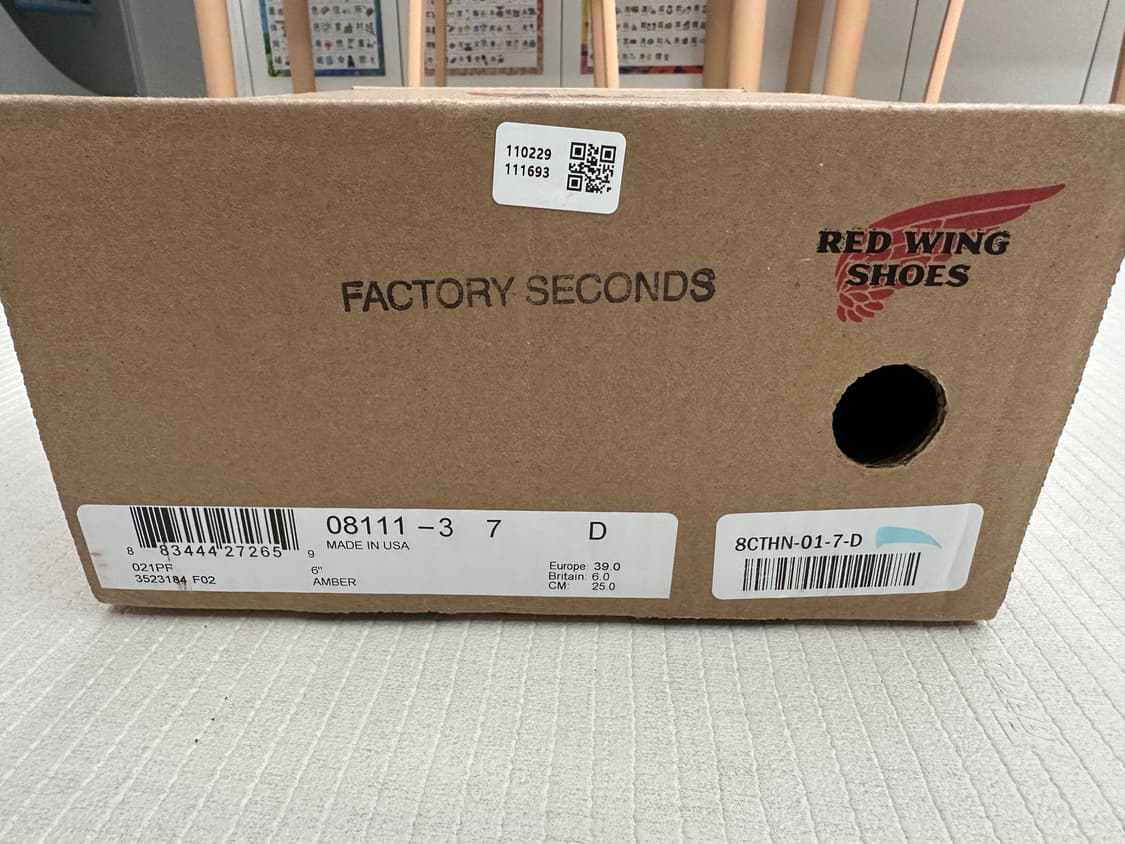 110229
111693
RED WING
SHOES
FACTORY SECONDS
08111 -3 7 D
MADE IN USA
8 83444 27265 9
021PF
3523184 F02
6"
AMBER
Europe: 39.0
Britain: 6.0
CM: 25.0
8CTHN-01-7-D